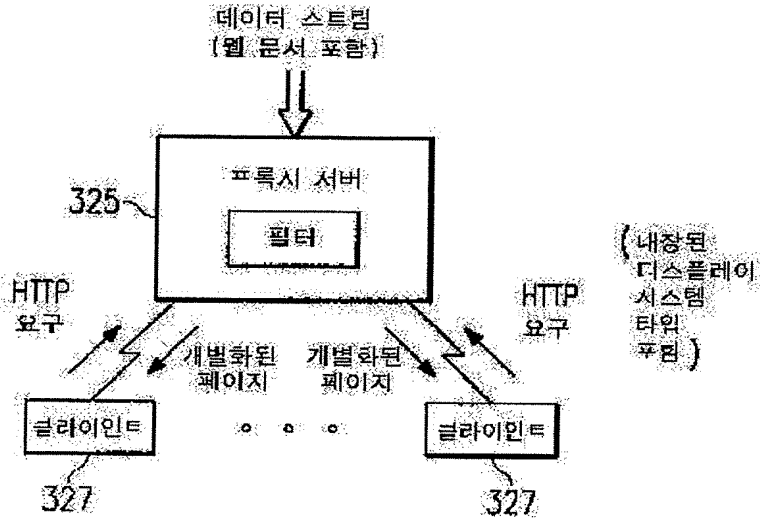 데이터 스트림
(웹 문서 포함)
프록시 서버
325
필터
HTTP
요구
개별화된
페이지
개별화된
페이지
HTTP
요구
(내장된
디스플레이
시스템
타입
포함)
클라이언트
클라이언트
327
327